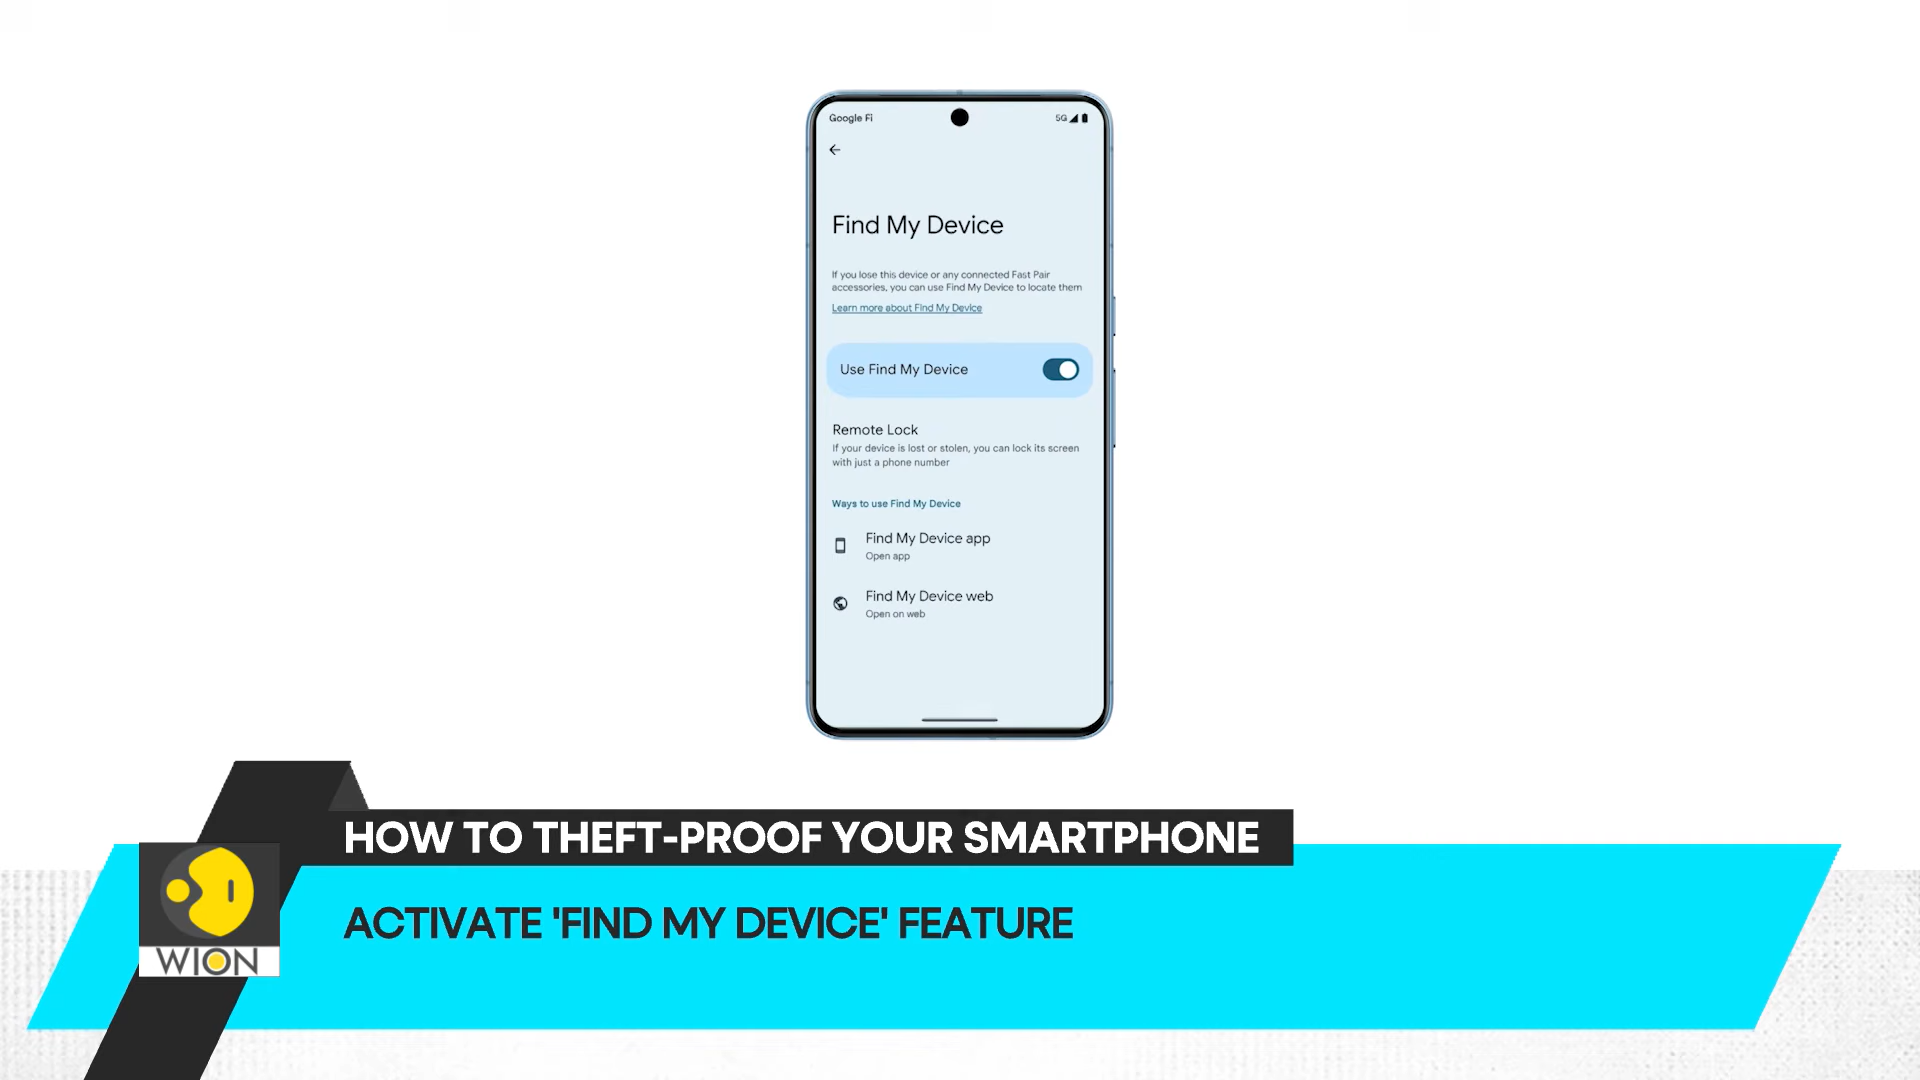 Google Fi
5G
Find My Device
If you lose this device or any connected Fast Pair
accessories, you can use Find My Device to locate them
Learn more about Find My Device
Use Find My Device
Remote Lock
If your device is lost or stolen, you can lock its screen
with just a phone number
Ways to use Find My Device
Find My Device app
Open app
Find My Device web
Open on web
HOW TO THEFT-PROOF YOUR SMARTPHONE
ACTIVATE 'FIND MY DEVICE' FEATURE
WION